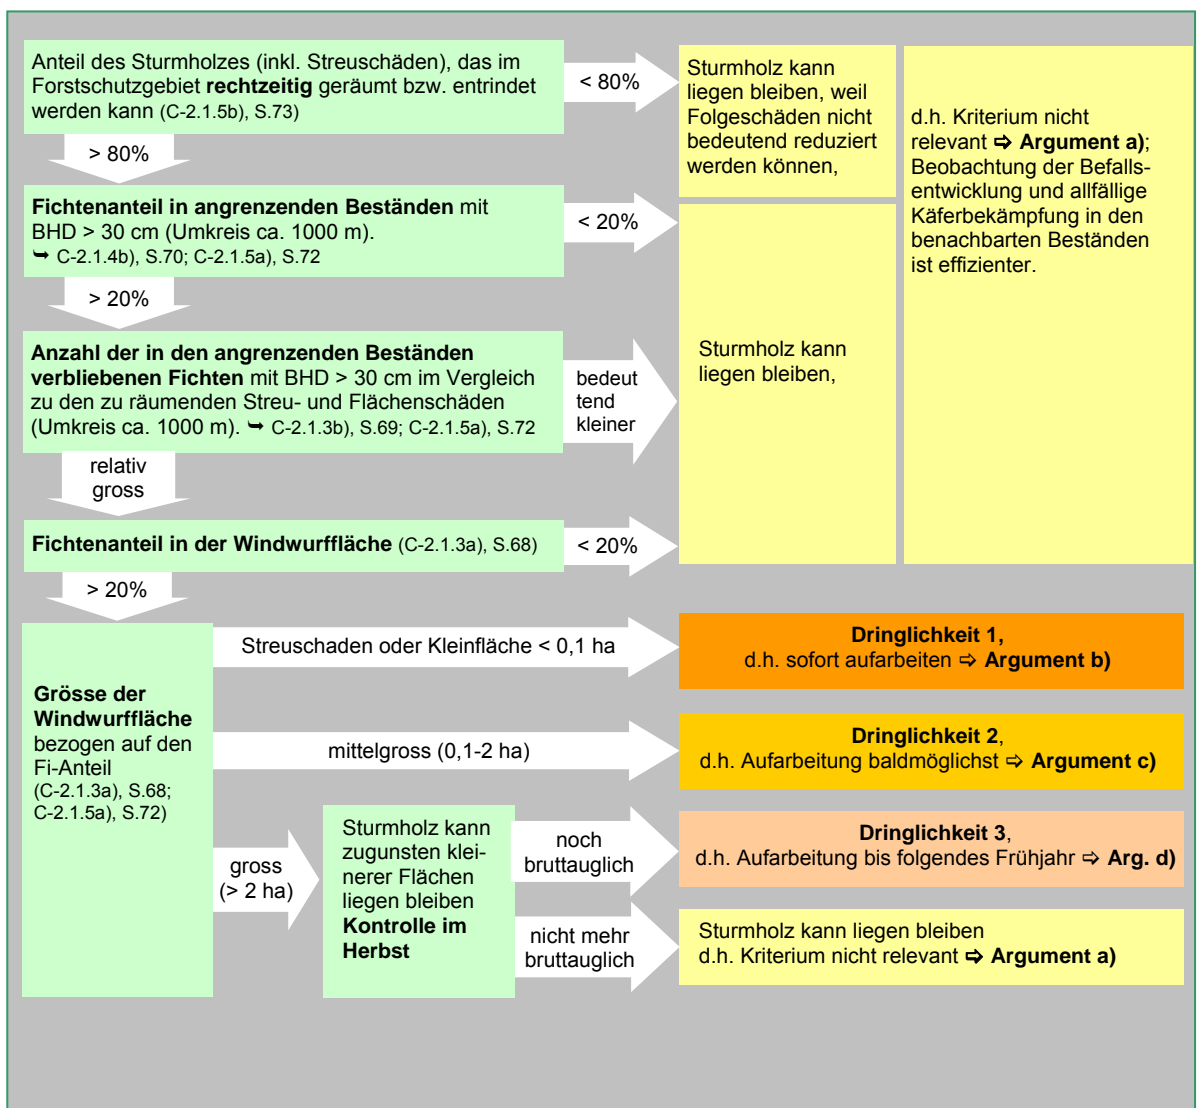 Anteil des Sturmholzes (inkl. Streuschäden), das im
Forstschutzgebiet rechtzeitig geräumt bzw. entrindet
werden kann (C-2.1.5b), S.73)
< 80%
Sturmholz kann
liegen bleiben, weil
Folgeschäden nicht
bedeutend reduziert
werden können,
d.h. Kriterium nicht
relevant ⇨ Argument a);
Beobachtung der Befalls-
entwicklung und allfällige
Käferbekämpfung in den
benachbarten Beständen
ist effizienter.
> 80%
Fichtenanteil in angrenzenden Beständen mit
BHD > 30 cm (Umkreis ca. 1000 m).
➥ C-2.1.4b), S.70; C-2.1.5a), S.72
< 20%
> 20%
Anzahl der in den angrenzenden Beständen
verbliebenen Fichten mit BHD > 30 cm im Vergleich
zu den zu räumenden Streu- und Flächenschäden
(Umkreis ca. 1000 m). ➥ C-2.1.3b), S.69; C-2.1.5a), S.72
bedeut
tend
kleiner
Sturmholz kann
liegen bleiben,
relativ
gross
Fichtenanteil in der Windwurffläche (C-2.1.3a), S.68)
< 20%
> 20%
Grösse der
Windwurffläche
bezogen auf den
Fi-Anteil
(C-2.1.3a), S.68;
C-2.1.5a), S.72)
Streuschaden oder Kleinfläche < 0,1 ha
Dringlichkeit 1,
d.h. sofort aufarbeiten ⇨ Argument b)
mittelgross (0,1-2 ha)
Dringlichkeit 2,
d.h. Aufarbeitung baldmöglichst ⇨ Argument c)
gross
(> 2 ha)
Sturmholz kann
zugunsten klei-
nerer Flächen
liegen bleiben
Kontrolle im
Herbst
noch
bruttauglich
Dringlichkeit 3,
d.h. Aufarbeitung bis folgendes Frühjahr ⇨ Arg. d)
nicht mehr
bruttauglich
Sturmholz kann liegen bleiben
d.h. Kriterium nicht relevant ⇨ Argument a)